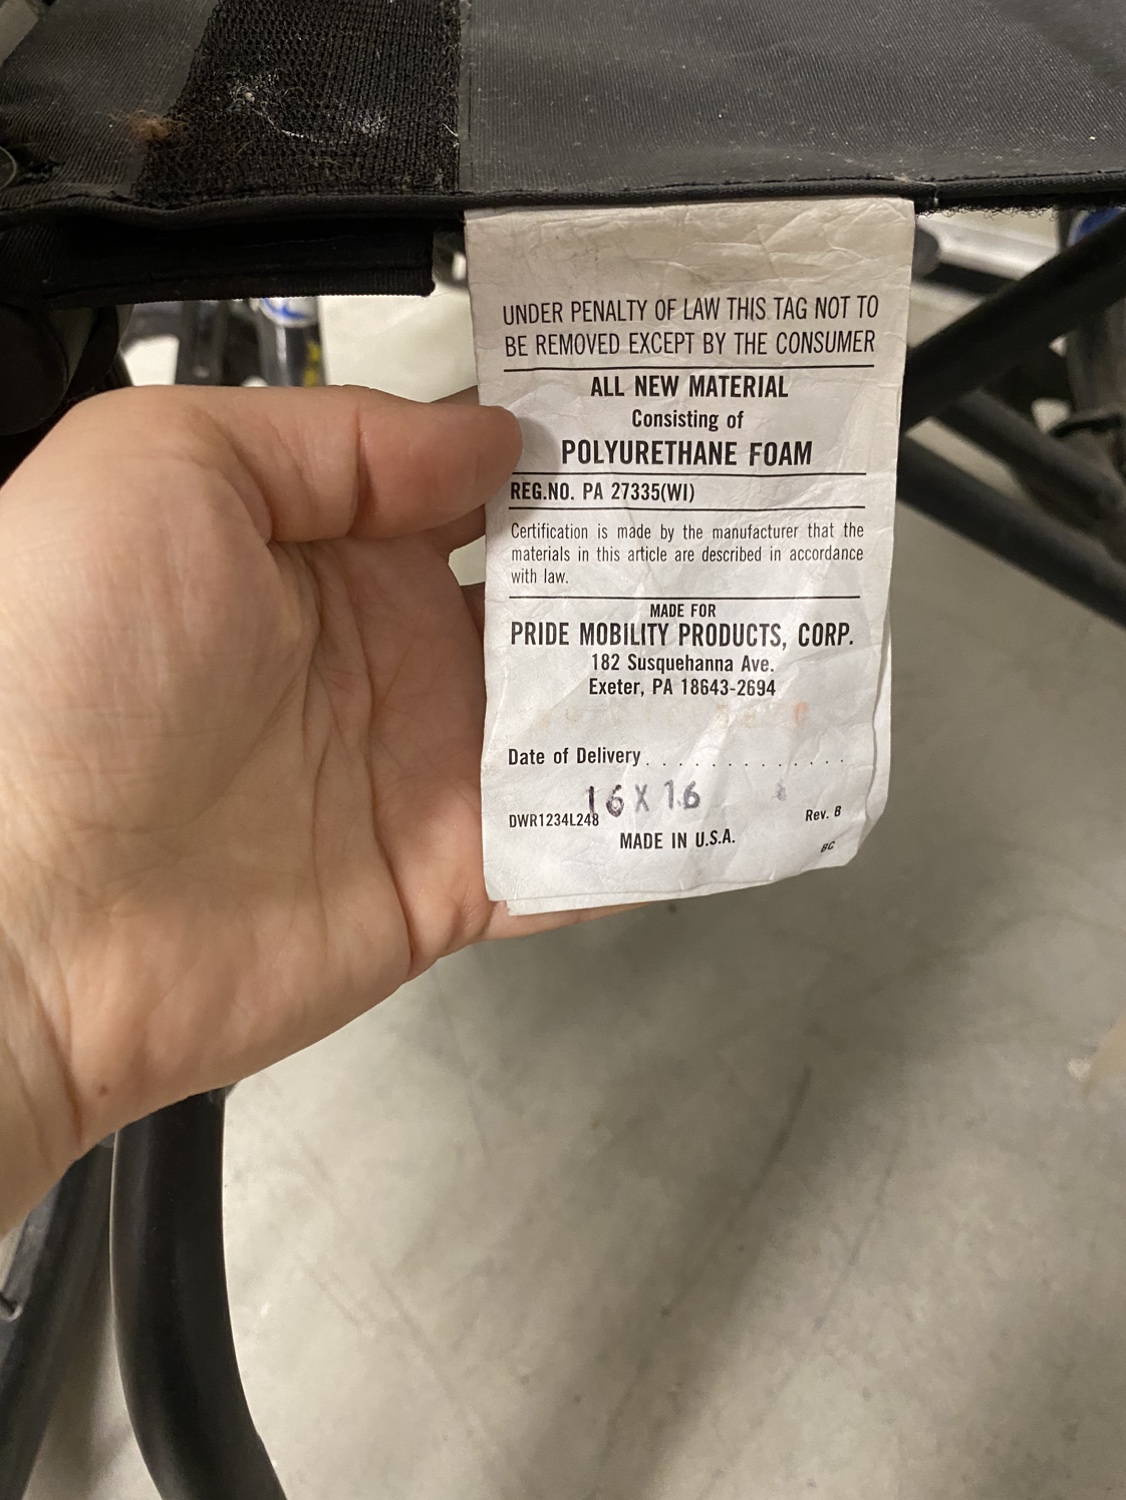 UNDER PENALTY OF LAW THIS TAG NOT TO
BE REMOVED EXCEPT BY THE CONSUMER
ALL NEW MATERIAL
Consisting of
POLYURETHANE FOAM
REG.NO. PA 27335(WI)
Certification is made by the manufacturer that the
materials in this article are described in accordance
with law.
MADE FOR
PRIDE MOBILITY PRODUCTS, CORP.
182 Susquehanna Ave.
Exeter, PA 18643-2694
Date of Delivery. . . . . . . . . . . . .
16 X 16
DWR1234L248 Rev. B
MADE IN U.S.A.
BC